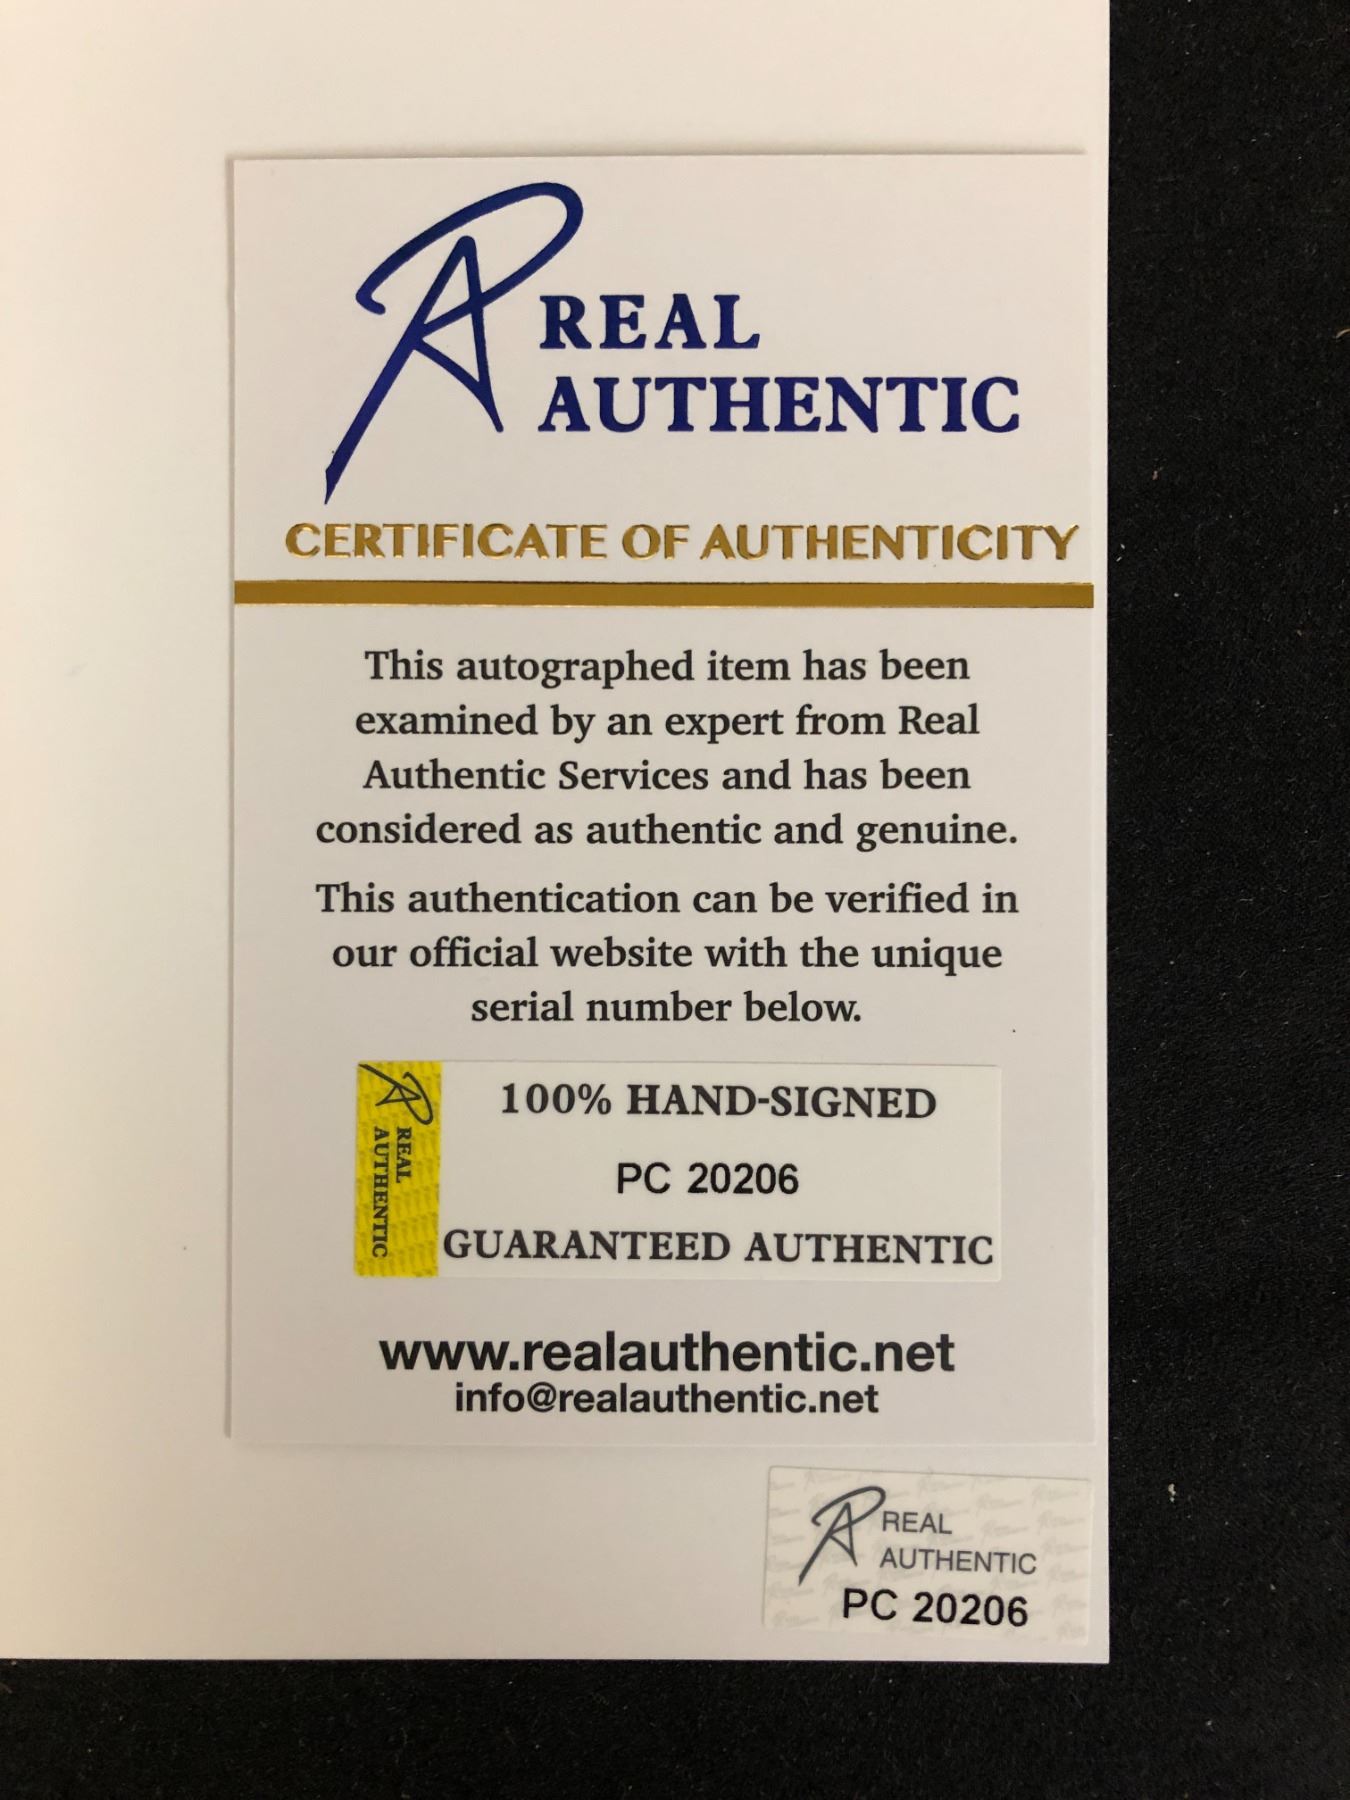 REAL
AUTHENTIC
CERTIFICATE OF AUTHENTICITY
This autographed item has been
examined by an expert from Real
Authentic Services and has been
considered as authentic and genuine.
This authentication can be verified in
our official website with the unique
serial number below.
REAL
AUTHENTIC
100% HAND-SIGNED
PC 20206
GUARANTEED AUTHENTIC
www.realauthentic.net
info@realauthentic.net
REAL
AUTHENTIC
PC 20206